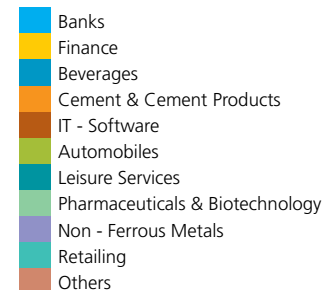 Banks
Finance
Beverages
Cement & Cement Products
IT - Software
Automobiles
Leisure Services
Pharmaceuticals & Biotechnology
Non - Ferrous Metals
Retailing
Others